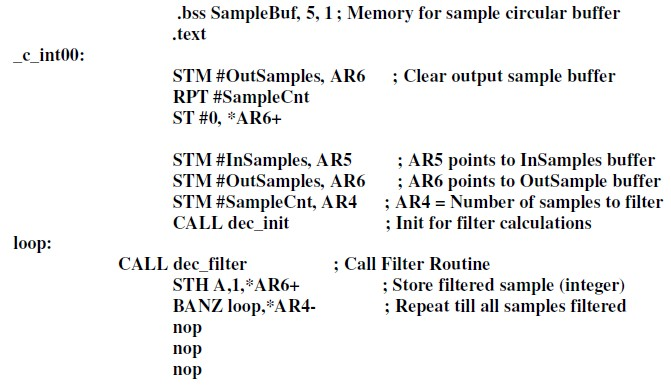 .bss SampleBuf, 5, 1 ; Memory for sample circular buffer
.text
_c_int00:
STM #OutSamples, AR6 ; Clear output sample buffer
RPT #SampleCnt
ST #0, *AR6+
STM #InSamples, AR5 ; AR5 points to InSamples buffer
STM #OutSamples, AR6 ; AR6 points to OutSample buffer
STM #SampleCnt, AR4 ; AR4 = Number of samples to filter
CALL dec_init ; Init for filter calculations
loop:
CALL dec_filter ; Call Filter Routine
STH A,1,*AR6+ ; Store filtered sample (integer)
BANZ loop,*AR4- ; Repeat till all samples filtered
nop
nop
nop